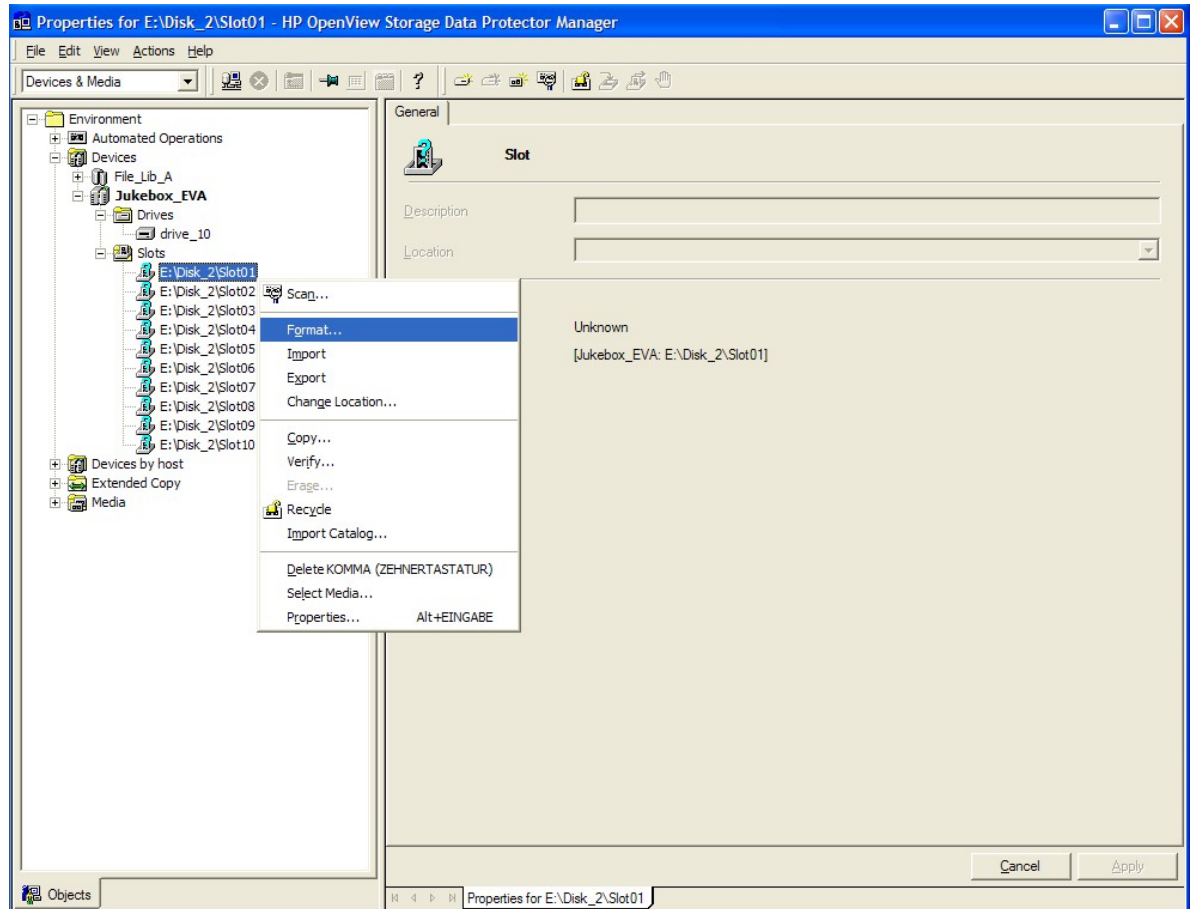 Properties for E:\Disk_2\Slot01 - HP OpenView Storage Data Protector Manager
File Edit View Actions Help
Devices & Media
Environment
Automated Operations
Devices
File_Lib_A
Jukebox_EVA
Drives
drive_10
Slots
E:\Disk_2\Slot01
E:\Disk_2\Slot02
E:\Disk_2\Slot03
E:\Disk_2\Slot04
E:\Disk_2\Slot05
E:\Disk_2\Slot06
E:\Disk_2\Slot07
E:\Disk_2\Slot08
E:\Disk_2\Slot09
E:\Disk_2\Slot10
Devices by host
Extended Copy
Media
Scan...
Format...
Import
Export
Change Location...
Copy...
Verify...
Erase...
Recycle
Import Catalog...
Delete KOMMA (ZEHNERTASTATUR)
Select Media...
Properties... Alt+EINGABE
General
Slot
Description
Location
Unknown
[Jukebox_EVA: E:\Disk_2\Slot01]
Cancel Apply
Objects
Properties for E:\Disk_2\Slot01